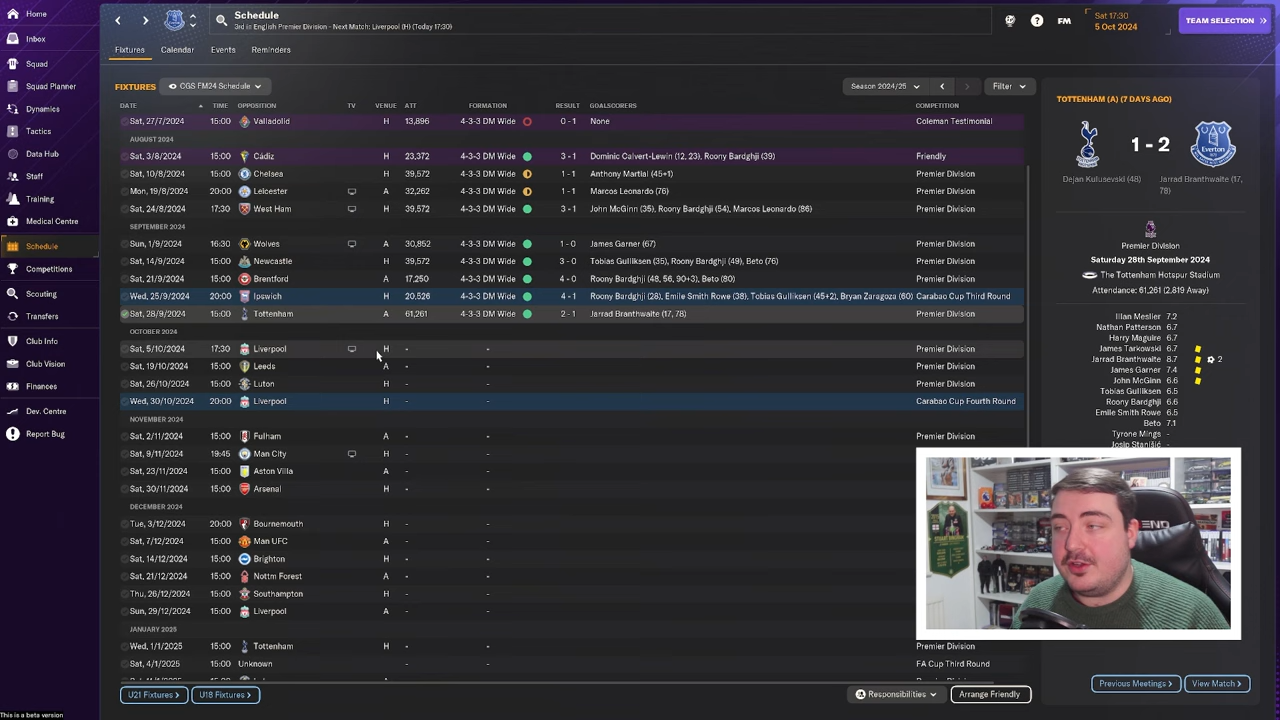 Home
Inbox
Squad
Squad Planner
Dynamics
Tactics
Data Hub
Staff
Training
Medical Centre
Schedule
Competitions
Scouting
Transfers
Club Info
Club Vision
Finances
Dev. Centre
Report Bug
This is a beta version
Schedule
3rd in English Premier Division - Next Match: Liverpool (H) (Today 17:30)
FM
Sat 17:30
5 Oct 2024
TEAM SELECTION
Fixtures Calendar Events Reminders
FIXTURES CGS FM24 Schedule Season 2024/25 Filter
DATE TIME OPPOSITION TV VENUE ATT FORMATION RESULT GOALSCORERS COMPETITION
Sat, 27/7/2024 15:00 Valladolid H 13,896 4-3-3 DM Wide 0 - 1 None Coleman Testimonial
AUGUST 2024
Sat, 3/8/2024 15:00 Cádiz H 23,372 4-3-3 DM Wide 3 - 1 Dominic Calvert-Lewin (12, 23), Roony Bardghji (39) Friendly
Sat, 10/8/2024 15:00 Chelsea H 39,572 4-3-3 DM Wide 1 - 1 Anthony Martial (45+1) Premier Division
Mon, 19/8/2024 20:00 Leicester A 32,262 4-3-3 DM Wide 1 - 1 Marcos Leonardo (76) Premier Division
Sat, 24/8/2024 17:30 West Ham H 39,572 4-3-3 DM Wide 3 - 1 John McGinn (35), Roony Bardghji (54), Marcos Leonardo (86) Premier Division
SEPTEMBER 2024
Sun, 1/9/2024 16:30 Wolves A 30,852 4-3-3 DM Wide 1 - 0 James Garner (67) Premier Division
Sat, 14/9/2024 15:00 Newcastle H 39,572 4-3-3 DM Wide 3 - 0 Tobias Gulliksen (35), Roony Bardghji (49), Beto (76) Premier Division
Sat, 21/9/2024 15:00 Brentford A 17,250 4-3-3 DM Wide 4 - 0 Roony Bardghji (48, 56, 90+3), Beto (80) Premier Division
Wed, 25/9/2024 20:00 Ipswich H 20,526 4-3-3 DM Wide 4 - 1 Roony Bardghji (28), Emile Smith Rowe (38), Tobias Gulliksen (45+2), Bryan Zaragoza (60) Carabao Cup Third Round
Sat, 28/9/2024 15:00 Tottenham A 61,261 4-3-3 DM Wide 2 - 1 Jarrad Branthwaite (17, 78) Premier Division
OCTOBER 2024
Sat, 5/10/2024 17:30 Liverpool H - - Premier Division
Sat, 19/10/2024 15:00 Leeds A - - Premier Division
Sat, 26/10/2024 15:00 Luton H - - Premier Division
Wed, 30/10/2024 20:00 Liverpool H - - Carabao Cup Fourth Round
NOVEMBER 2024
Sat, 2/11/2024 15:00 Fulham A - - Premier Division
Sat, 9/11/2024 19:45 Man City H - -
Sat, 23/11/2024 15:00 Aston Villa A - -
Sat, 30/11/2024 15:00 Arsenal H - -
DECEMBER 2024
Tue, 3/12/2024 20:00 Bournemouth H - -
Sat, 7/12/2024 15:00 Man UFC A - -
Sat, 14/12/2024 15:00 Brighton H - -
Sat, 21/12/2024 15:00 Nottm Forest A - -
Thu, 26/12/2024 15:00 Southampton H - -
Sun, 29/12/2024 15:00 Liverpool A - -
JANUARY 2025
Wed, 1/1/2025 15:00 Tottenham H - - Premier Division
Sat, 4/1/2025 15:00 Unknown - - FA Cup Third Round
U21 Fixtures U18 Fixtures Responsibilities Arrange Friendly
TOTTENHAM (A) (7 DAYS AGO)
1 - 2
Dejan Kulusevski (48) Jarrad Branthwaite (17,
78)
Premier Division
Saturday 28th September 2024
The Tottenham Hotspur Stadium
Attendance: 61,261 (2,819 Away)
Illan Meslier 7.2
Nathan Patterson 6.7
Harry Maguire 6.7
James Tarkowski 6.7
Jarrad Branthwaite 8.7 2
James Garner 7.4
John McGinn 6.6
Tobias Gulliksen 6.5
Roony Bardghji 6.6
Emile Smith Rowe 6.5
Beto 7.1
Tyrone Mings -
Previous Meetings View Match